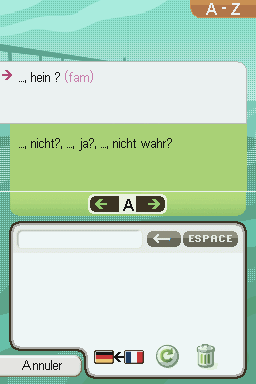 A - Z
..., hein ? (fam)
..., nicht?, ..., ja?, ..., nicht wahr?
A
ESPACE
Annuler